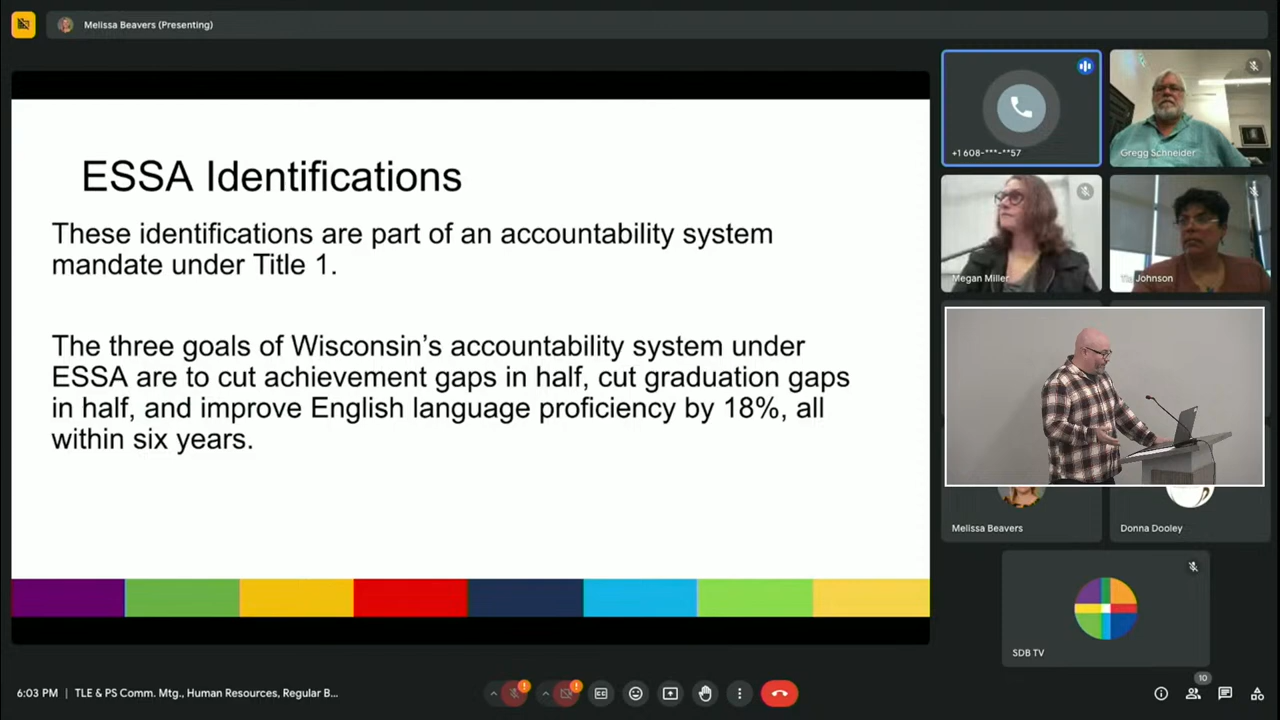 Melissa Beavers (Presenting)
ESSA Identifications
These identifications are part of an accountability system
mandate under Title 1.
The three goals of Wisconsin’s accountability system under
ESSA are to cut achievement gaps in half, cut graduation gaps
in half, and improve English language proficiency by 18%, all
within six years.
+1 608-***-**57
Gregg Schneider
Megan Miller
Johnson
Melissa Beavers
Donna Dooley
SDB TV
6:03 PM | TLE & PS Comm. Mtg., Human Resources, Regular B...
CC
10